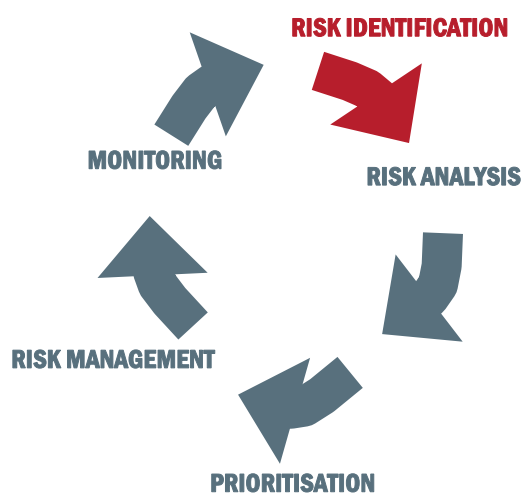 RISK IDENTIFICATION
RISK ANALYSIS
PRIORITISATION
RISK MANAGEMENT
MONITORING